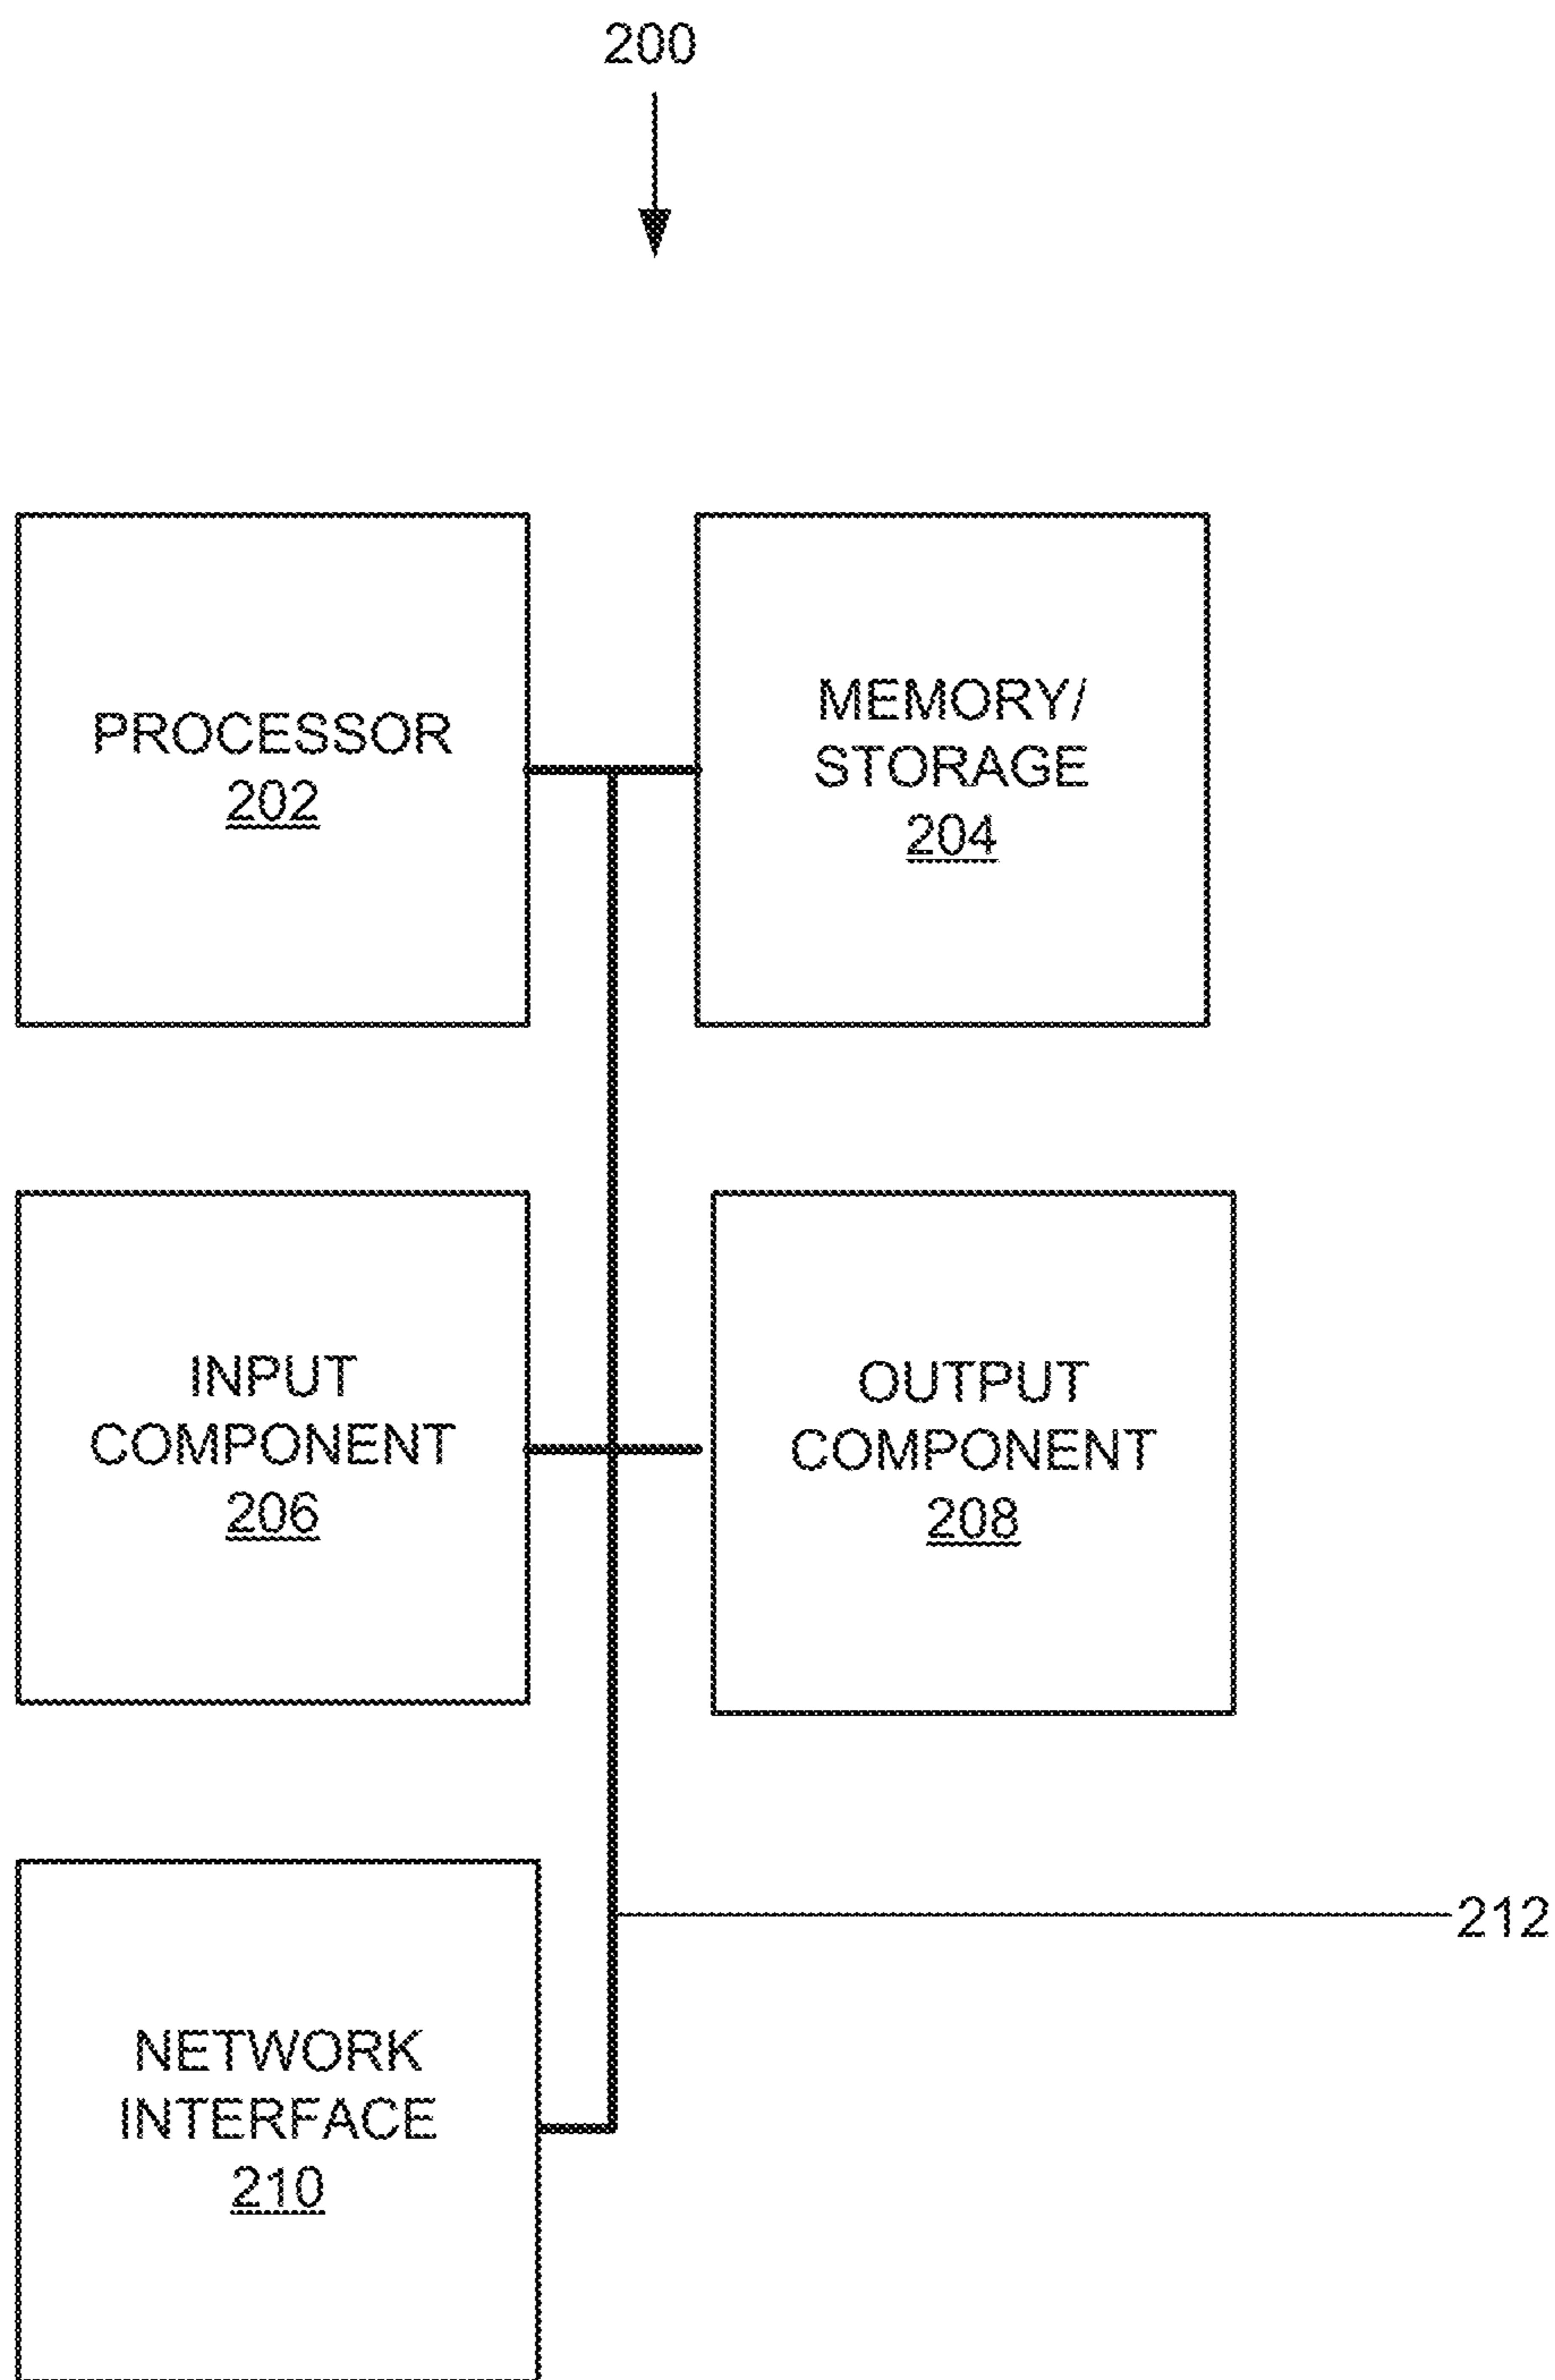 200
PROCESSOR
202
MEMORY/
STORAGE
204
INPUT
COMPONENT
206
OUTPUT
COMPONENT
208
212
NETWORK
INTERFACE
210